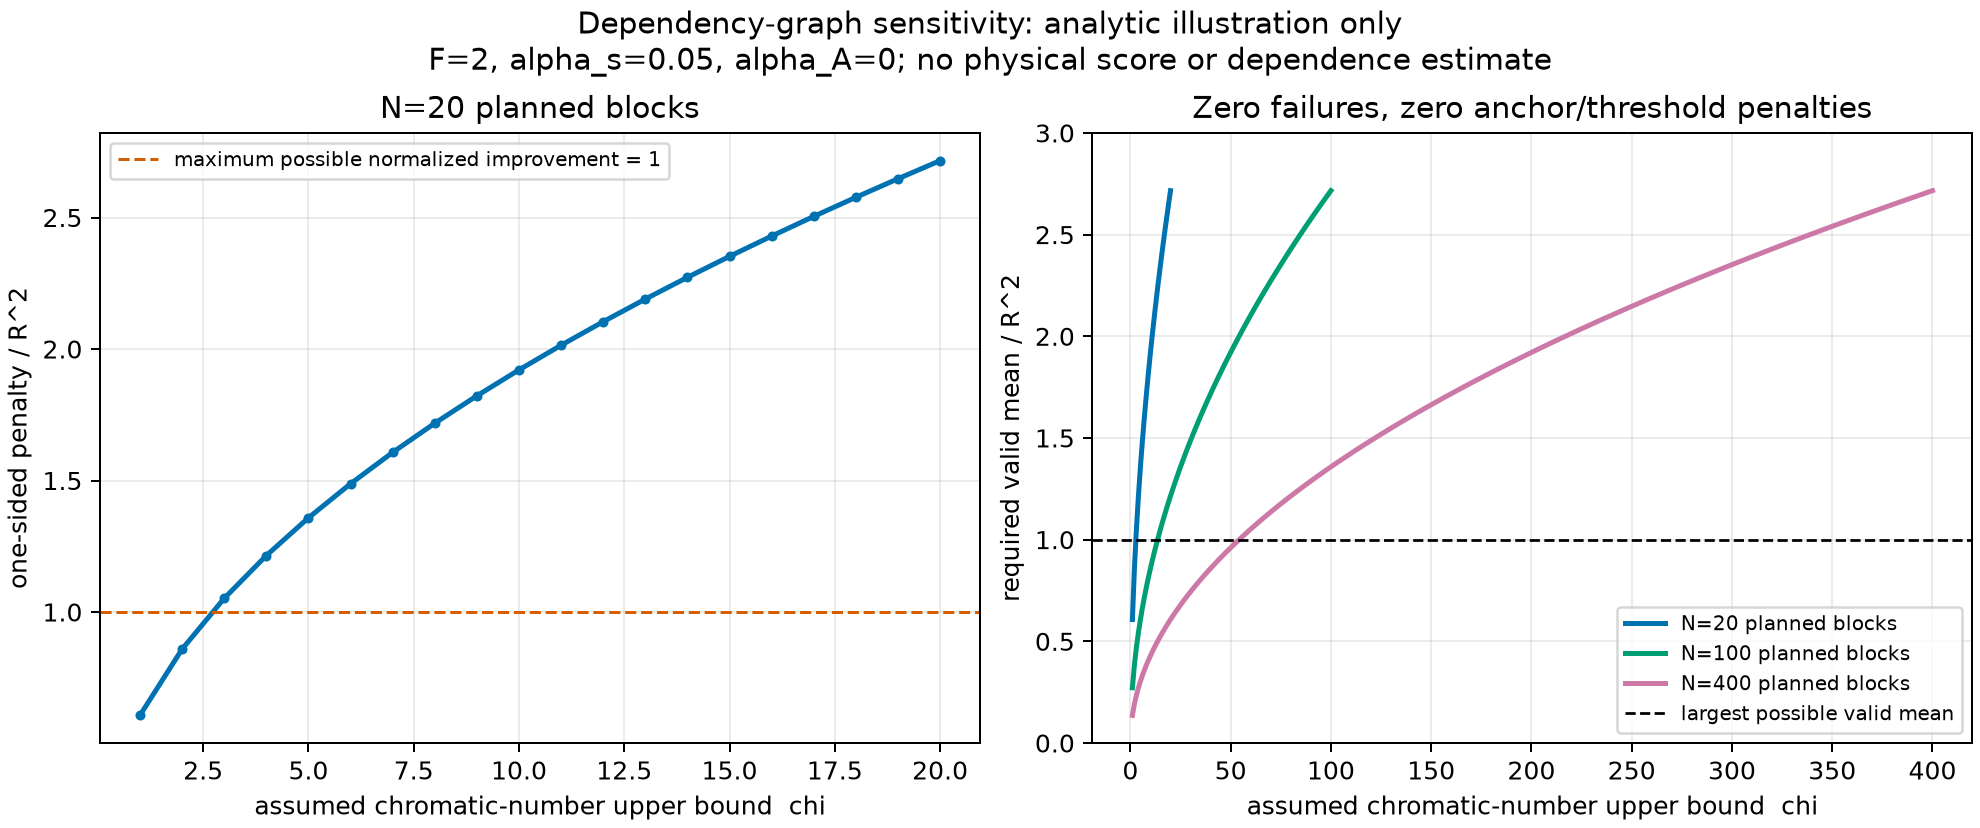 Dependency-graph sensitivity: analytic illustration only
F=2, alpha_s=0.05, alpha_A=0; no physical score or dependence estimate
N=20 planned blocks
one-sided penalty / R^2
2.5
2.0
1.5
1.0
maximum possible normalized improvement = 1
2.5 5.0 7.5 10.0 12.5 15.0 17.5 20.0
assumed chromatic-number upper bound chi
Zero failures, zero anchor/threshold penalties
required valid mean / R^2
3.0
2.5
2.0
1.5
1.0
0.5
0.0
N=20 planned blocks
N=100 planned blocks
N=400 planned blocks
largest possible valid mean
0 50 100 150 200 250 300 350 400
assumed chromatic-number upper bound chi